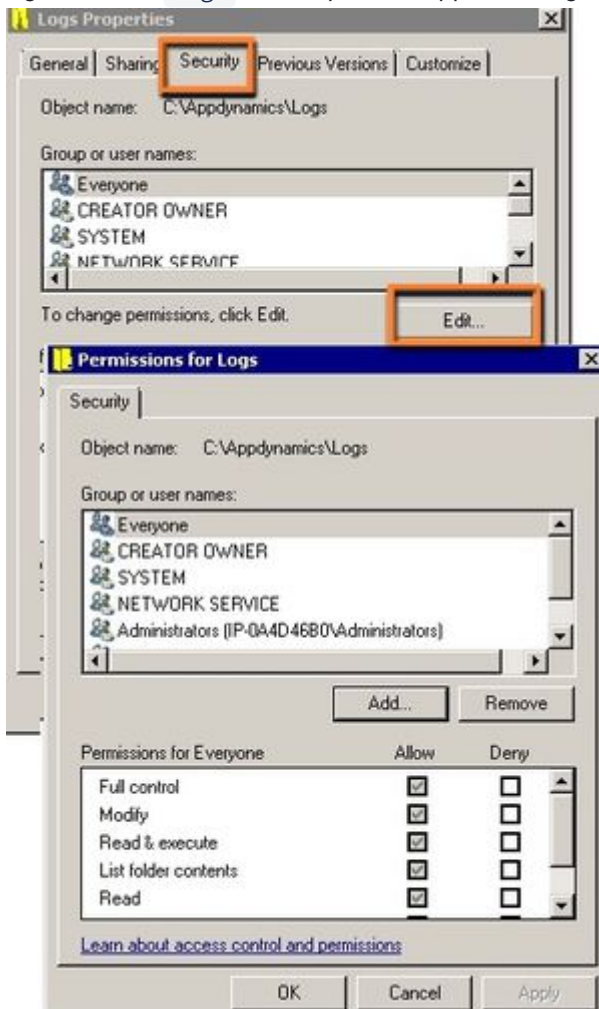 Logs Properties
General Sharing Security Previous Versions Customize
Object name: C:\Appdynamics\Logs
Group or user names:
Everyone
CREATOR OWNER
SYSTEM
NETWORK SERVICE
To change permissions, click Edit.
Edit...
Permissions for Logs
Security
Object name: C:\Appdynamics\Logs
Group or user names:
Everyone
CREATOR OWNER
SYSTEM
NETWORK SERVICE
Administrators (IP-0A4D46B0\Administrators)
Add... Remove
Permissions for Everyone Allow Deny
Full control
Modify
Read & execute
List folder contents
Read
Learn about access control and permissions
OK Cancel Apply